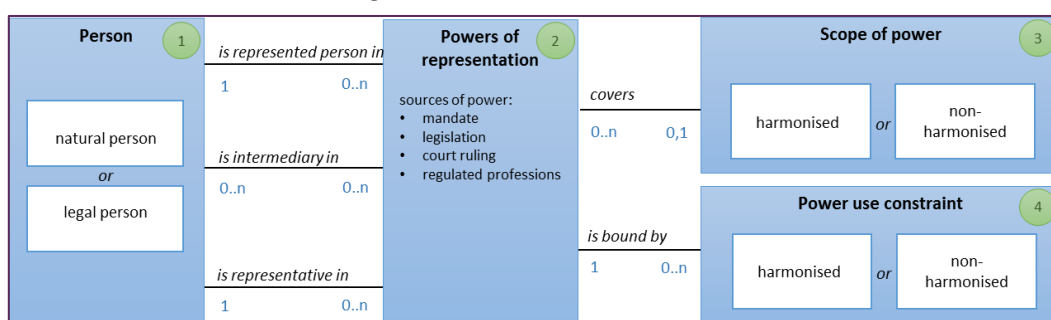 Person
1
natural person
or
legal person
is represented person in
1 0..n
is intermediary in
0..n 0..n
is representative in
1 0..n
Powers of
representation
2
sources of power:
• mandate
• legislation
• court ruling
• regulated professions
covers
0..n 0,1
is bound by
1 0..n
Scope of power
3
harmonised
or
non-
harmonised
Power use constraint
4
harmonised
or
non-
harmonised